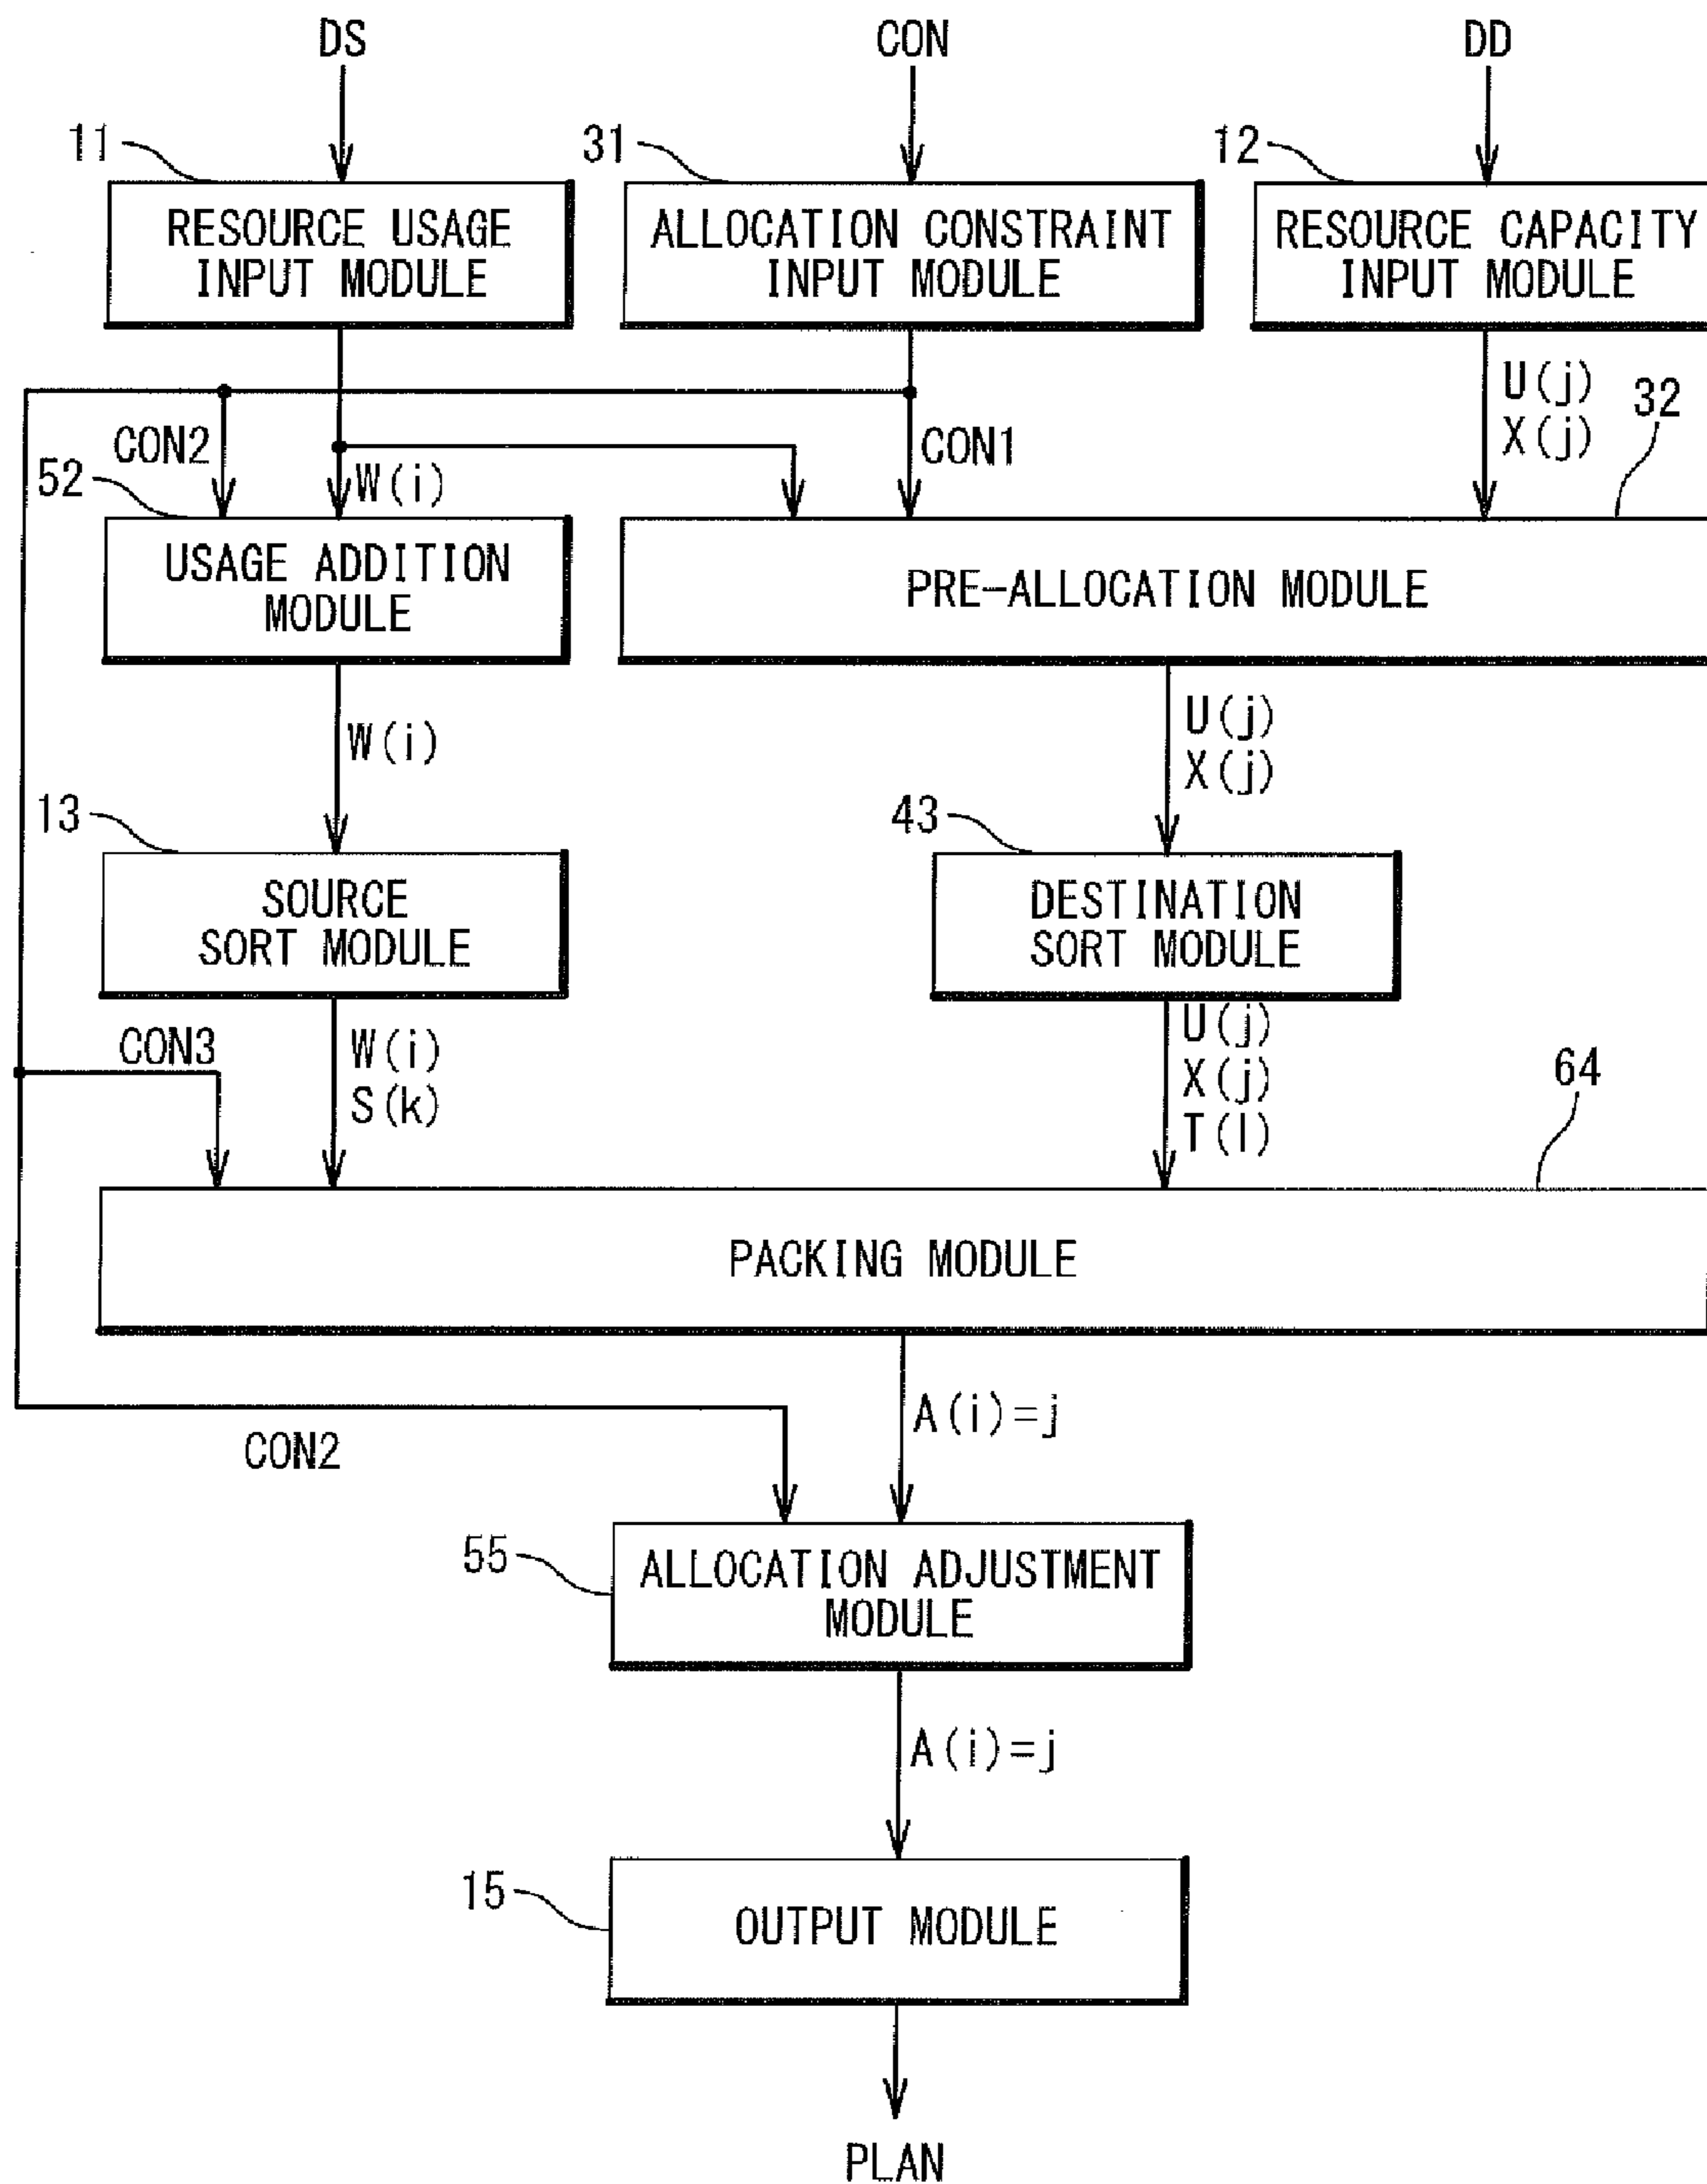 DS
CON
DD
11
31
12
RESOURCE USAGE
INPUT MODULE
ALLOCATION CONSTRAINT
INPUT MODULE
RESOURCE CAPACITY
INPUT MODULE
U(j)
X(j)
32
CON2
W(i)
CON1
52
USAGE ADDITION
MODULE
PRE-ALLOCATION MODULE
W(i)
U(j)
X(j)
13
43
SOURCE
SORT MODULE
DESTINATION
SORT MODULE
CON3
W(i)
S(k)
U(j)
X(j)
T(l)
64
PACKING MODULE
A(i)=j
CON2
55
ALLOCATION ADJUSTMENT
MODULE
A(i)=j
15
OUTPUT MODULE
PLAN